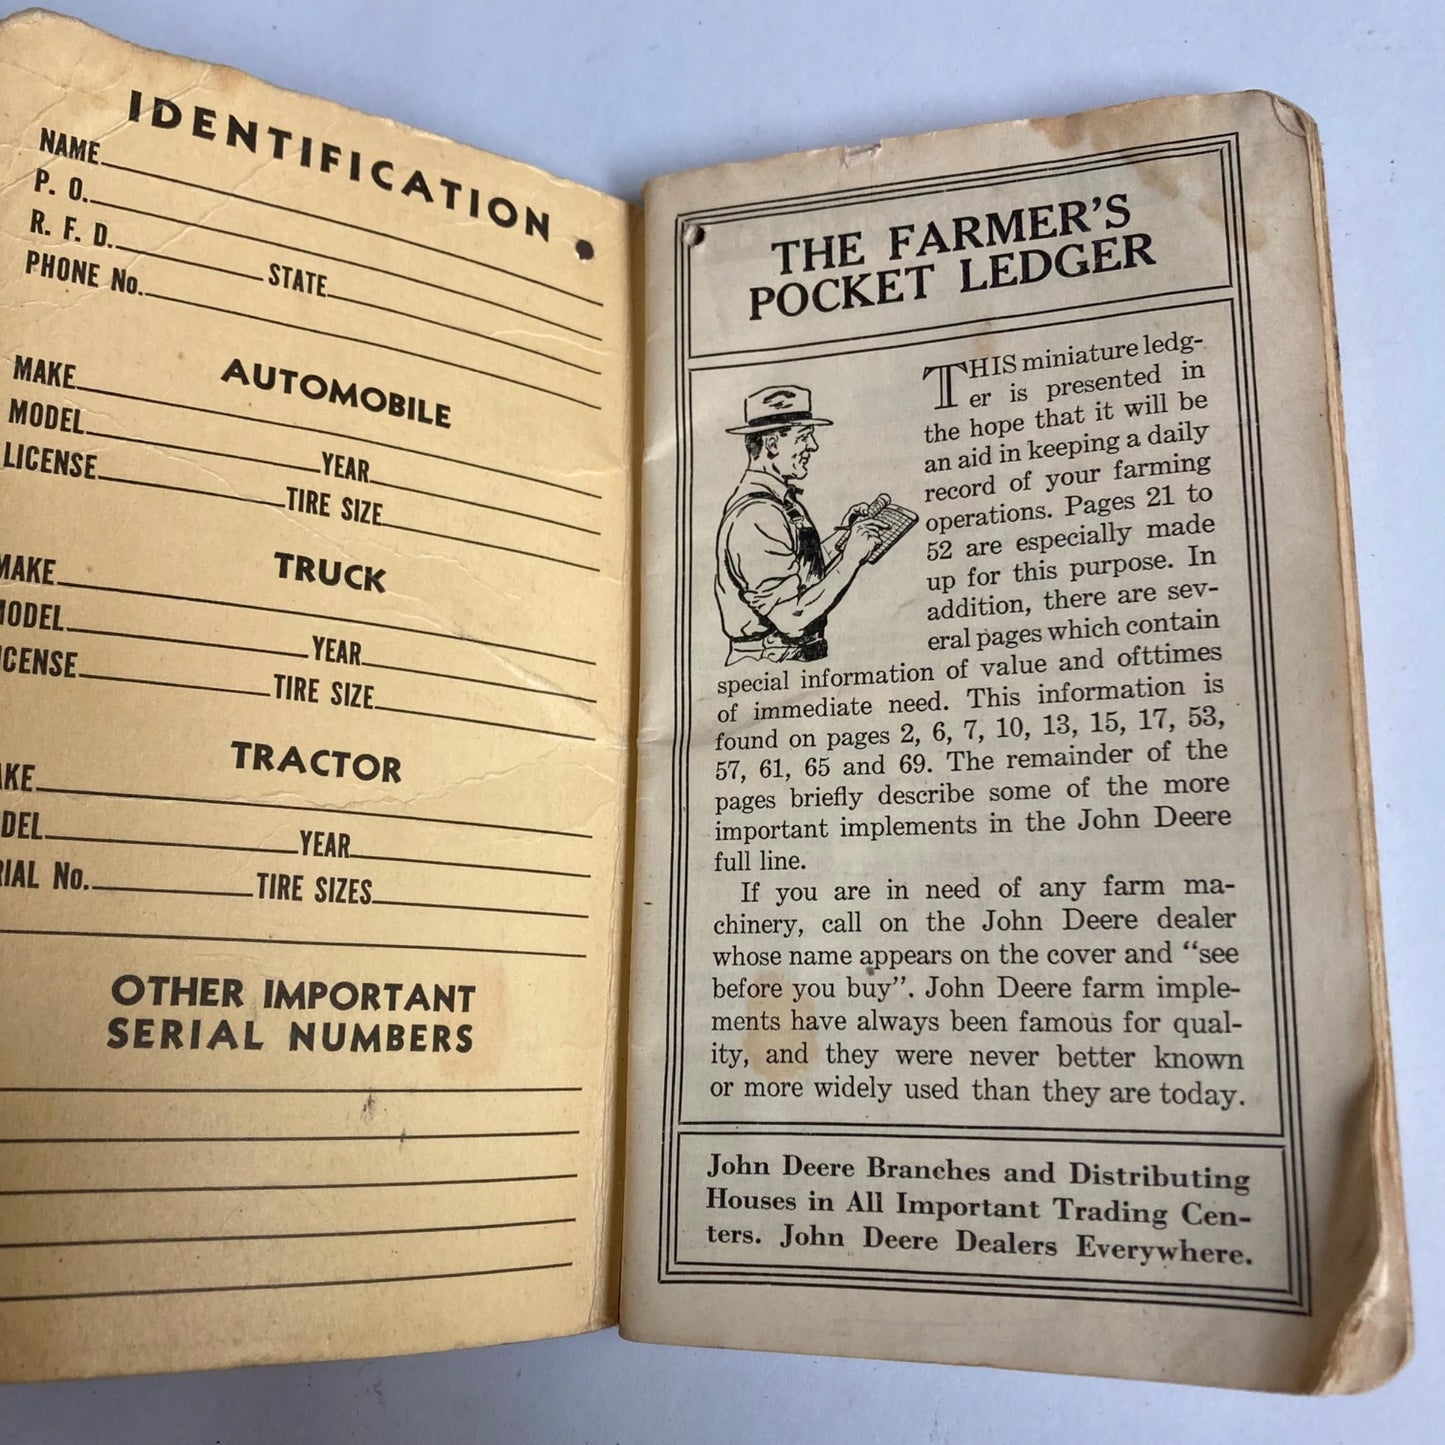 IDENTIFICATION
NAME
P. O.
R. F. D. STATE
PHONE No.
AUTOMOBILE
MAKE
MODEL YEAR
LICENSE TIRE SIZE
TRUCK
MAKE
MODEL YEAR
LICENSE TIRE SIZE
TRACTOR
MAKE
MODEL YEAR
SERIAL No. TIRE SIZES
OTHER IMPORTANT
SERIAL NUMBERS
THE FARMER'S
POCKET LEDGER
THIS miniature ledg-
er is presented in
the hope that it will be
an aid in keeping a daily
record of your farming
operations. Pages 21 to
52 are especially made
up for this purpose. In
addition, there are sev-
eral pages which contain
special information of value and ofttimes
of immediate need. This information is
found on pages 2, 6, 7, 10, 13, 15, 17, 53,
57, 61, 65 and 69. The remainder of the
pages briefly describe some of the more
important implements in the John Deere
full line.
If you are in need of any farm ma-
chinery, call on the John Deere dealer
whose name appears on the cover and "see
before you buy". John Deere farm imple-
ments have always been famous for qual-
ity, and they were never better known
or more widely used than they are today.
John Deere Branches and Distributing
Houses in All Important Trading Cen-
ters. John Deere Dealers Everywhere.